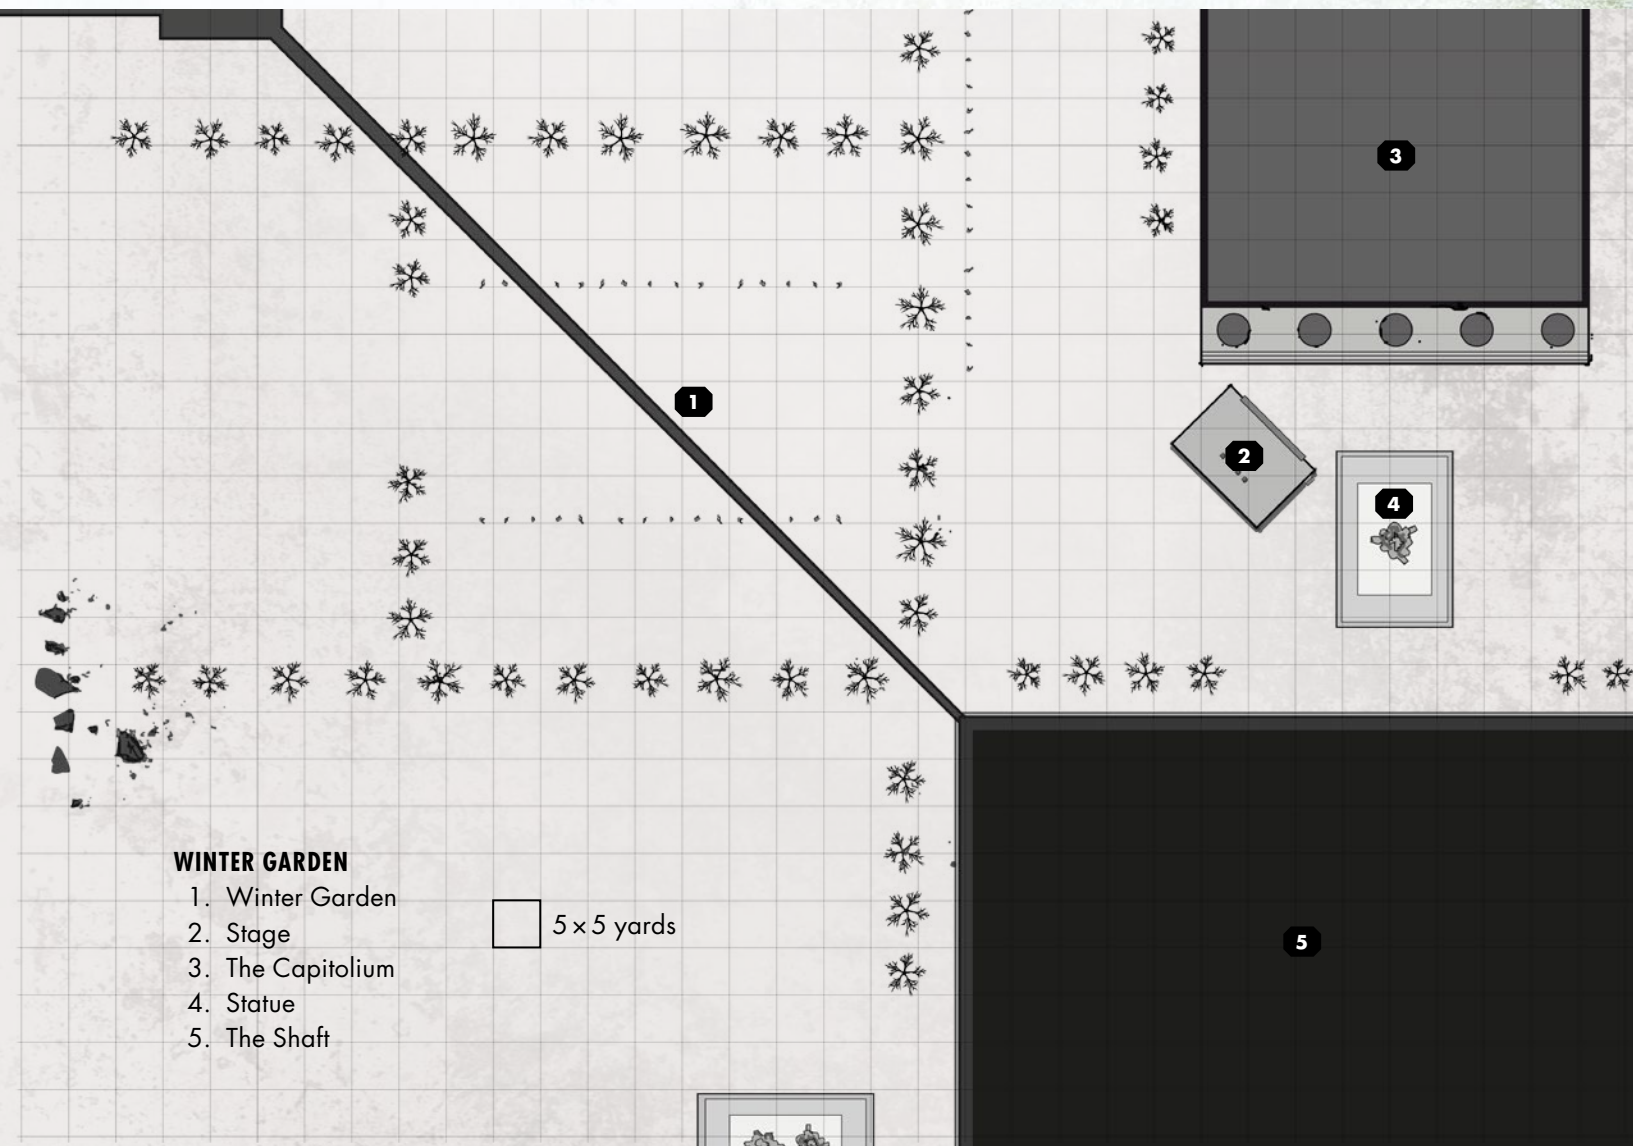 3
1
2
4
WINTER GARDEN
1. Winter Garden
2. Stage
3. The Capitolium
4. Statue
5. The Shaft
5 × 5 yards
5